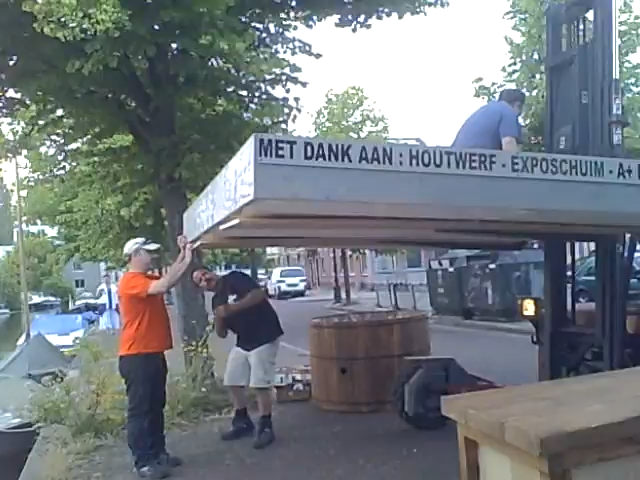 MET DANK AAN : HOUTWERF - EXPOSCHUIM - A+